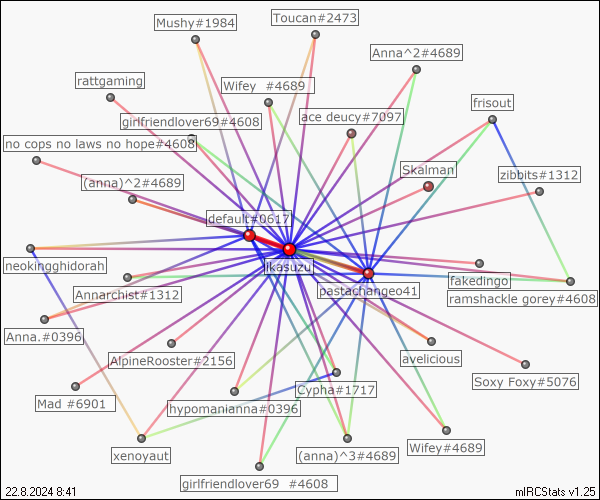 Toucan#2473
Mushy#1984
Anna^2#4689
rattgaming
Wifey #4689
frisout
ace deucy#7097
girlfriendlover69#4608
no cops no laws no hope#4608
Skalman
zibbits#1312
(anna)^2#4689
default#0617
neokingghidorah
jkasuzu
fakedingo
pastachangeo41
Annarchist#1312
ramshackle gorey#4608
Anna.#0396
avelicious
AlpineRooster#2156
Soxy Foxy#5076
Cypha#1717
Mad #6901
hypomanianna#0396
xenoyaut
(anna)^3#4689
Wifey#4689
girlfriendlover69 #4608
22.8.2024 8:41
mIRCStats v1.25